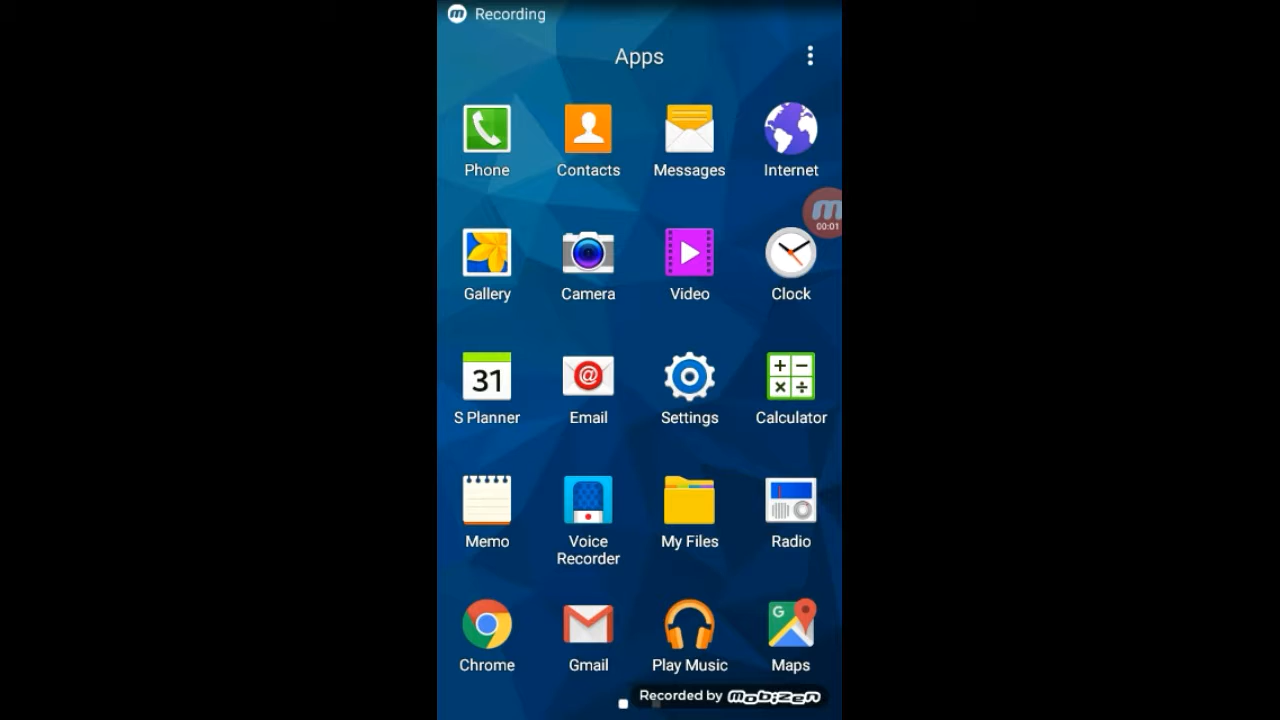 Recording
Apps
Phone
Contacts
Messages
Internet
m
00:01
Gallery
Camera
Video
Clock
31
S Planner
@
Email
Settings
+ − × ÷
Calculator
Memo
Voice
Recorder
My Files
Radio
Chrome
Gmail
Play Music
G
Maps
Recorded by mobizen